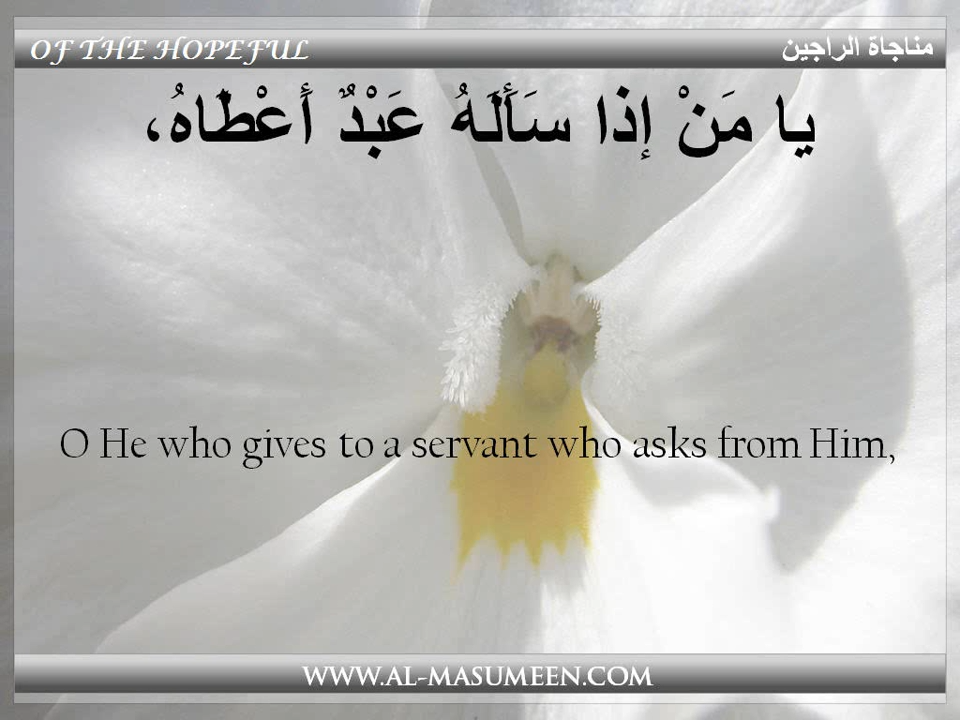 OF THE HOPEFUL
مناجاة الراجين
يا مَنْ إِذا سَأَلَهُ عَبْدٌ أَعْطَاهُ،
O He who gives to a servant who asks from Him,
WWW.AL-MASUMEEN.COM